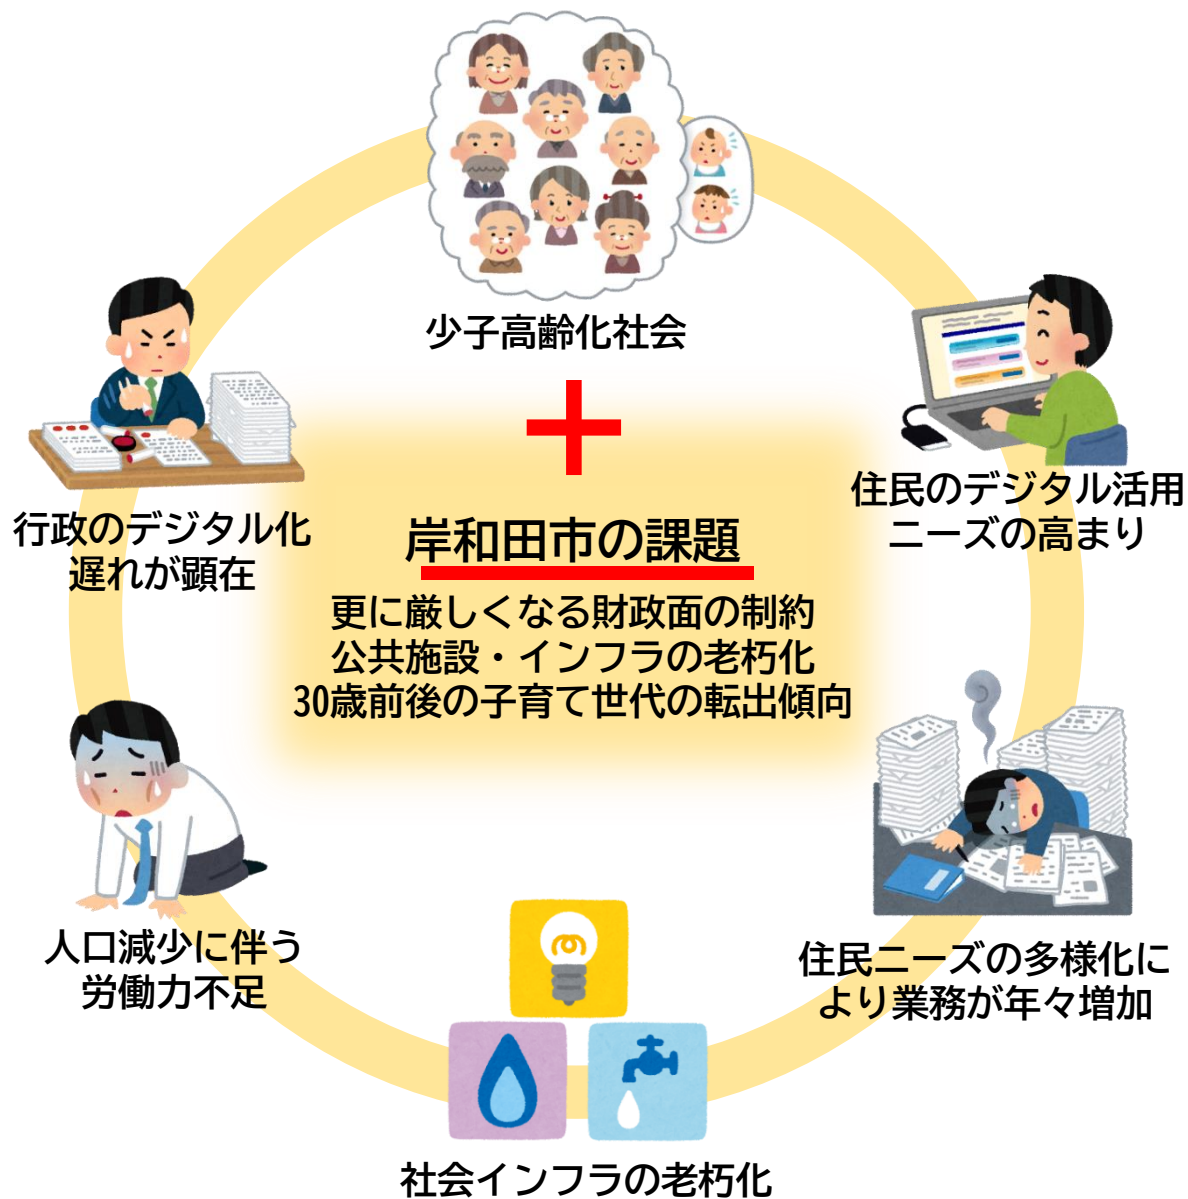 少子高齢化社会
住民のデジタル活用
ニーズの高まり
行政のデジタル化
遅れが顕在
岸和田市の課題
更に厳しくなる財政面の制約
公共施設・インフラの老朽化
30歳前後の子育て世代の転出傾向
人口減少に伴う
労働力不足
住民ニーズの多様化に
より業務が年々増加
社会インフラの老朽化